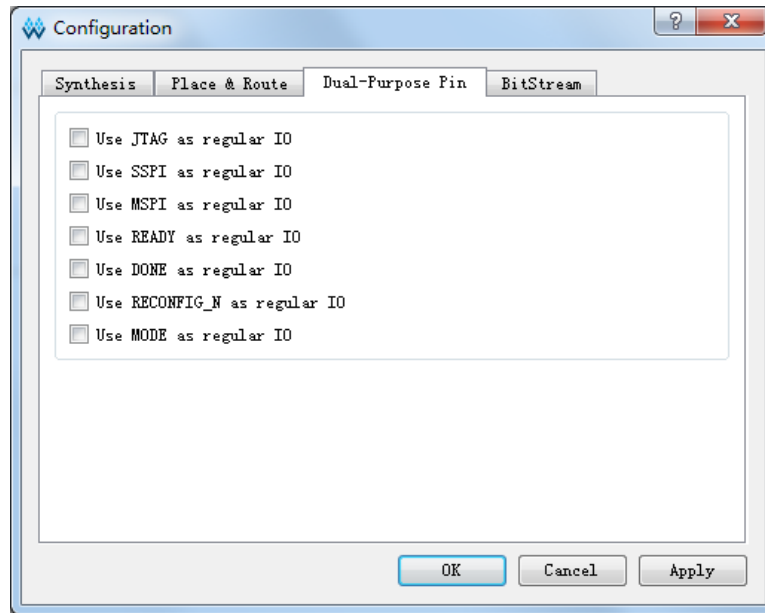 Configuration
Synthesis Place & Route Dual-Purpose Pin BitStream
Use JTAG as regular IO
Use SSPI as regular IO
Use MSPI as regular IO
Use READY as regular IO
Use DONE as regular IO
Use RECONFIG_N as regular IO
Use MODE as regular IO
OK Cancel Apply